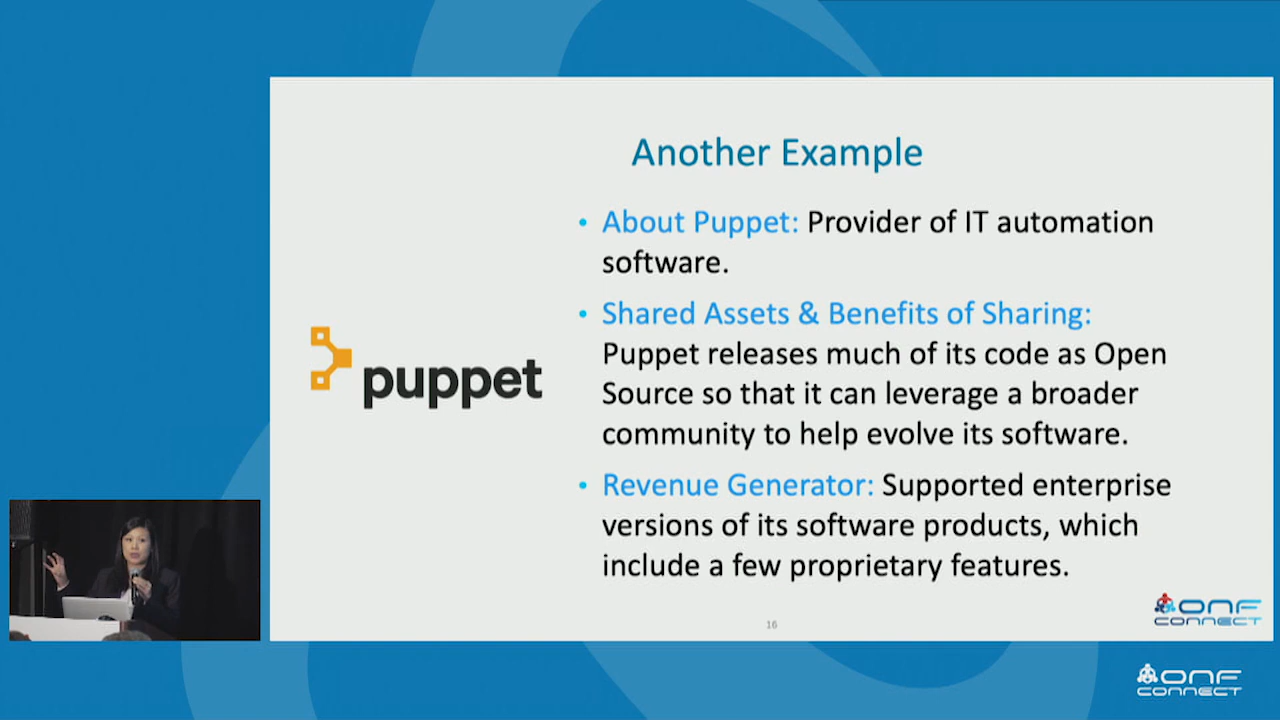 Another Example
• About Puppet: Provider of IT automation
software.
• Shared Assets & Benefits of Sharing:
Puppet releases much of its code as Open
Source so that it can leverage a broader
community to help evolve its software.
• Revenue Generator: Supported enterprise
versions of its software products, which
include a few proprietary features.
puppet
16
ONF
CONNECT
ONF
CONNECT